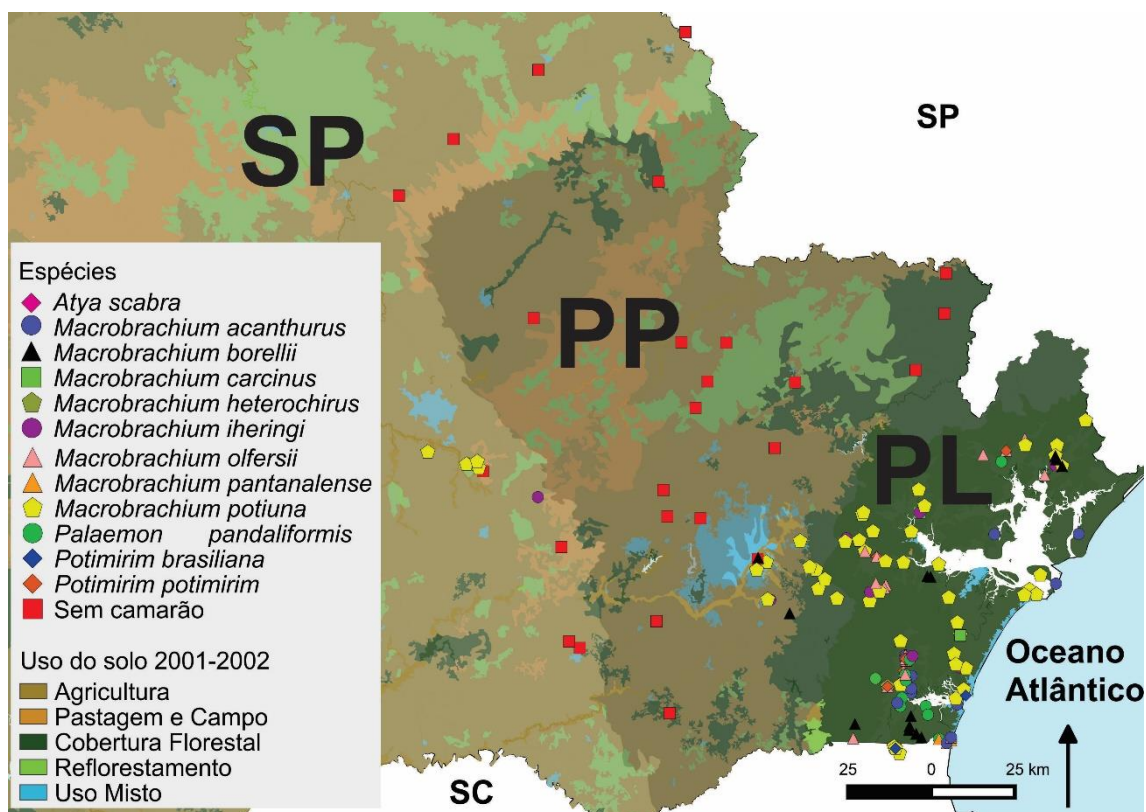 SP
SP
PP
PL
Espécies
Atya scabra
Macrobrachium acanthurus
Macrobrachium borellii
Macrobrachium carcinus
Macrobrachium heterochirus
Macrobrachium iheringi
Macrobrachium olfersii
Macrobrachium pantanalense
Macrobrachium potiuna
Palaemon pandaliformis
Potimirim brasiliana
Potimirim potimirim
Sem camarão
Uso do solo 2001-2002
Agricultura
Pastagem e Campo
Cobertura Florestal
Reflorestamento
Uso Misto
Oceano
Atlântico
SC
25 0 25 km